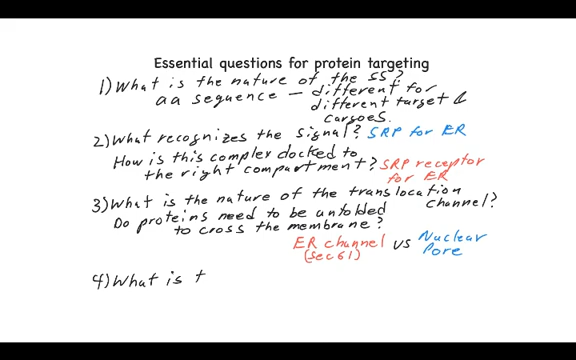 Essential questions for protein targeting
1) What is the nature of the SS?
aa sequence – different for
different target &
cargoes.
2) What recognizes the signal? SRP for ER
How is this complex docked to
the right compartment? SRP receptor
for ER
3) What is the nature of the translocation
channel?
Do proteins need to be unfolded
to cross the membrane?
ER channel vs Nuclear
(sec 61) Pore
4) What is t